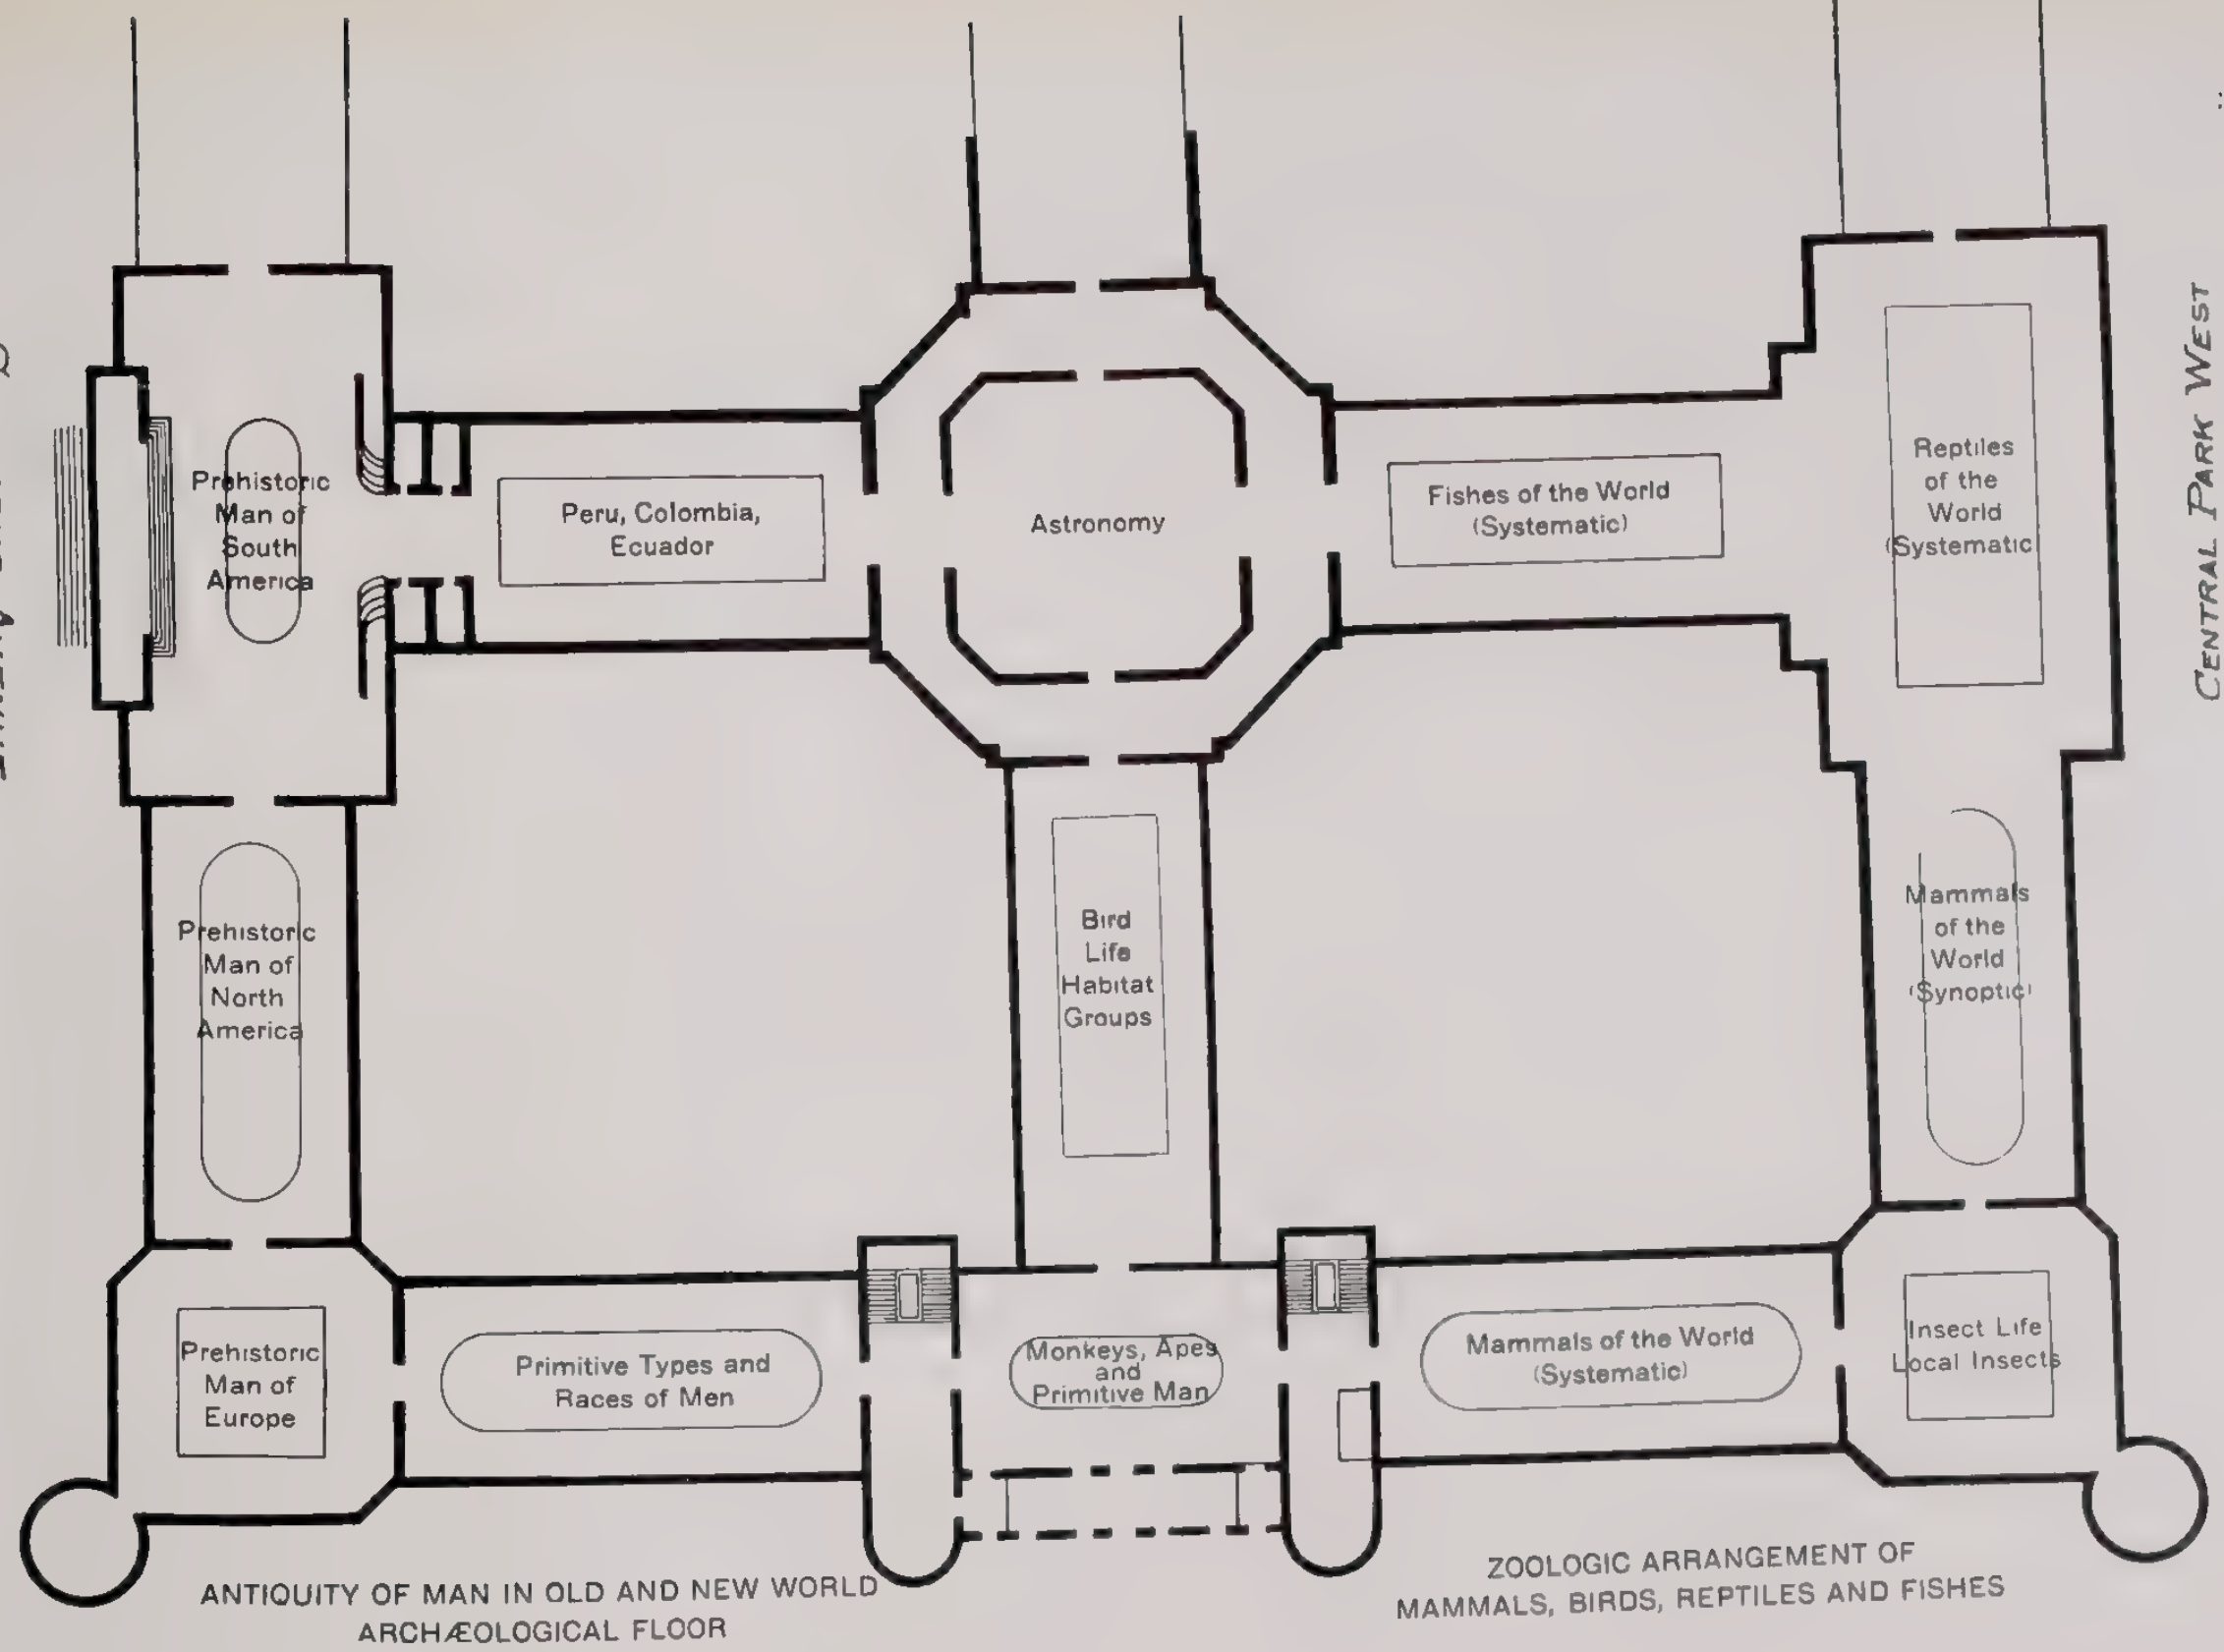 Prehistoric
Man of
South
America
Peru, Colombia,
Ecuador
Astronomy
Fishes of the World
(Systematic)
Reptiles
of the
World
(Systematic
CENTRAL PARK WEST
Prehistoric
Man of
North
America
Bird
Life
Habitat
Groups
Mammals
of the
World
(Synoptic)
Prehistoric
Man of
Europe
Primitive Types and
Races of Men
Monkeys, Apes
and
Primitive Man
Mammals of the World
(Systematic)
Insect Life
Local Insects
ANTIQUITY OF MAN IN OLD AND NEW WORLD
ARCHÆOLOGICAL FLOOR
ZOOLOGIC ARRANGEMENT OF
MAMMALS, BIRDS, REPTILES AND FISHES